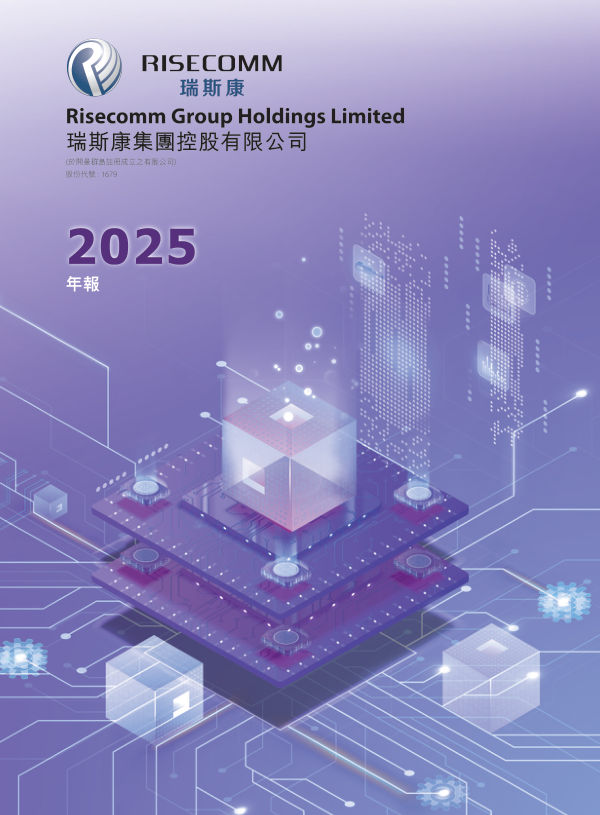 RISECOMM
瑞斯康
Risecomm Group Holdings Limited
瑞斯康集團控股有限公司
(於開曼群島註冊成立之有限公司)
股份代號 : 1679
2025
年報